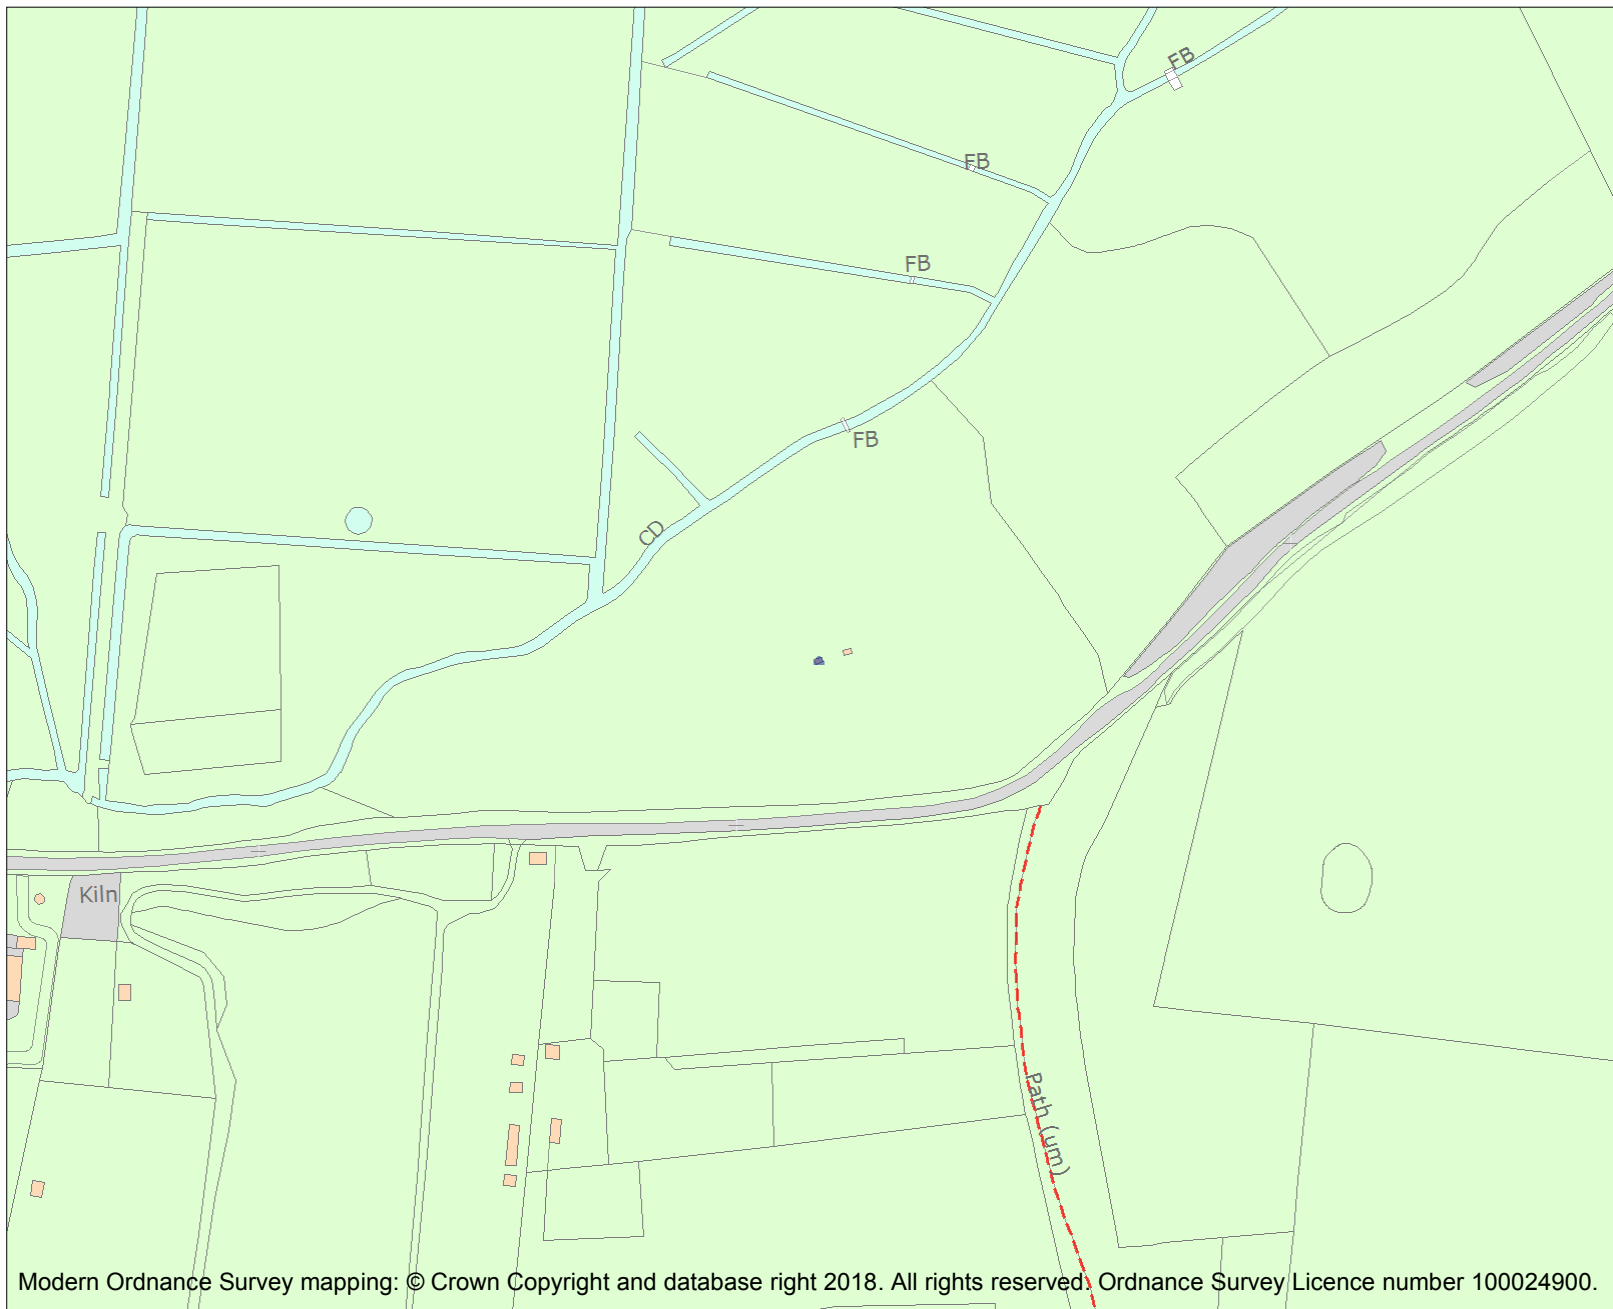 FB
FB
FB
FB
CD
Kiln
Path (um)
Modern Ordnance Survey mapping: © Crown Copyright and database right 2018. All rights reserved. Ordnance Survey Licence number 100024900.